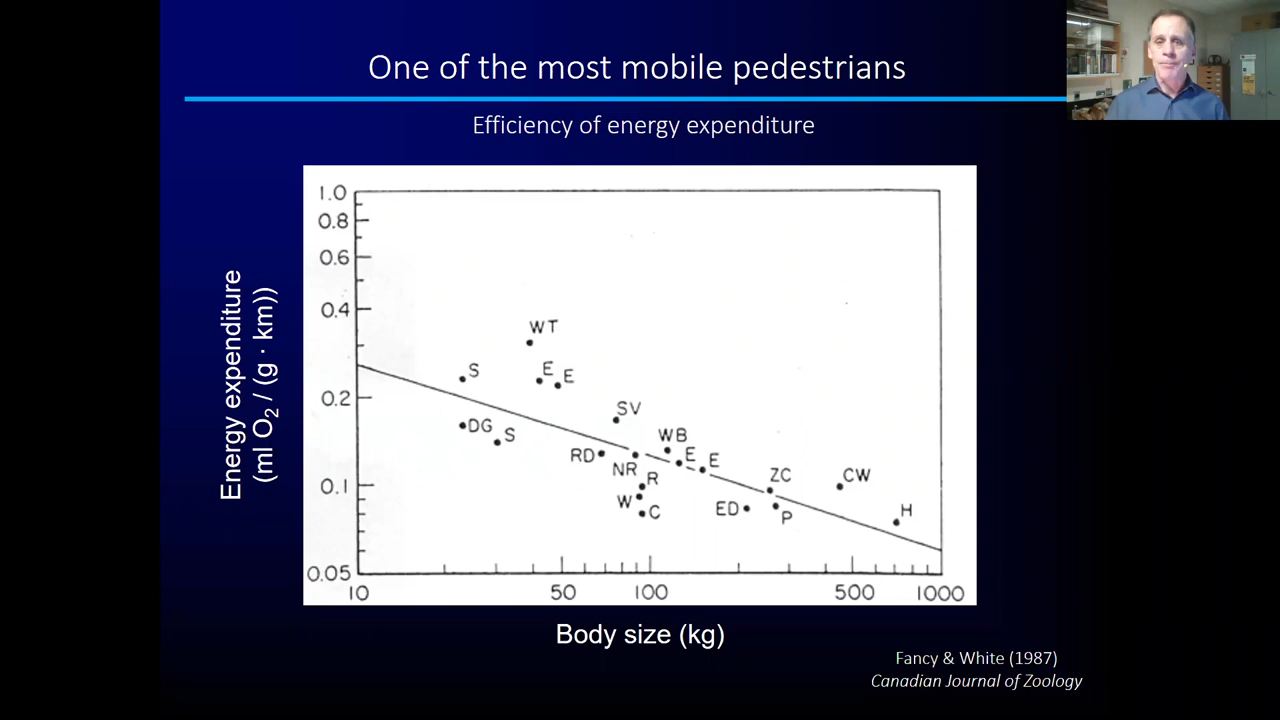 One of the most mobile pedestrians
Efficiency of energy expenditure
Energy expenditure
(ml O₂ / (g · km))
1.0
0.8
0.6
0.4
0.2
0.1
0.05
WT
S
E
E
SV
DG
S
WB
RD
NR
E
E
R
W
C
ZC
CW
ED
P
H
10
50
100
500
1000
Body size (kg)
Fancy & White (1987)
Canadian Journal of Zoology